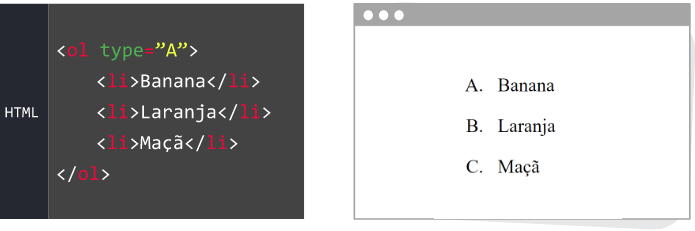 HTML
<ol type=”A”>
<li>Banana</li>
<li>Laranja</li>
<li>Maçã</li>
</ol>
A. Banana
B. Laranja
C. Maçã